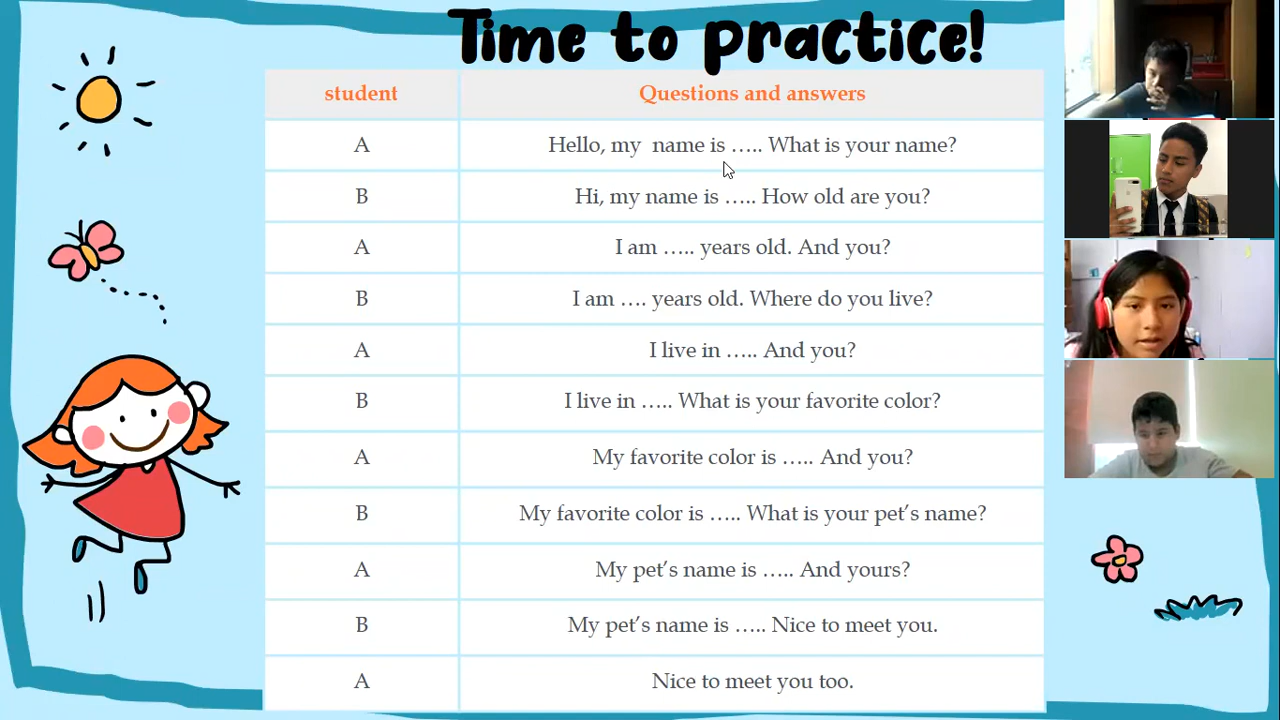 Time to practice!
student Questions and answers
A Hello, my name is ….. What is your name?
B Hi, my name is ….. How old are you?
A I am ….. years old. And you?
B I am …. years old. Where do you live?
A I live in ….. And you?
B I live in ….. What is your favorite color?
A My favorite color is ….. And you?
B My favorite color is ….. What is your pet’s name?
A My pet’s name is ….. And yours?
B My pet’s name is ….. Nice to meet you.
A Nice to meet you too.